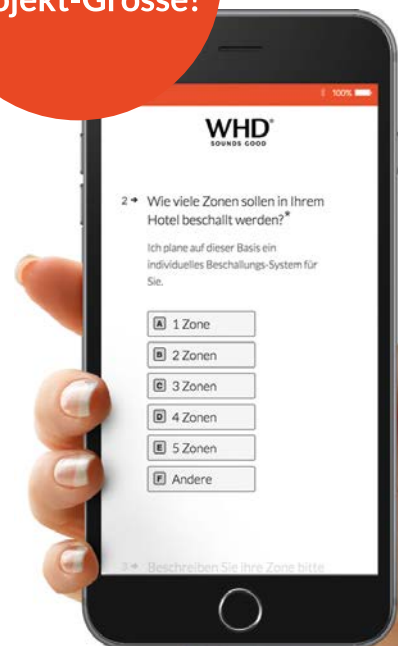 jekt-Grösse?
100%
WHD
SOUNDS GOOD
2 → Wie viele Zonen sollen in Ihrem
Hotel beschallt werden?*
Ich plane auf dieser Basis ein
individuelles Beschallungs-System für
Sie.
A 1 Zone
B 2 Zonen
C 3 Zonen
D 4 Zonen
E 5 Zonen
F Andere
3 → Beschreiben Sie ihre Zone bitte